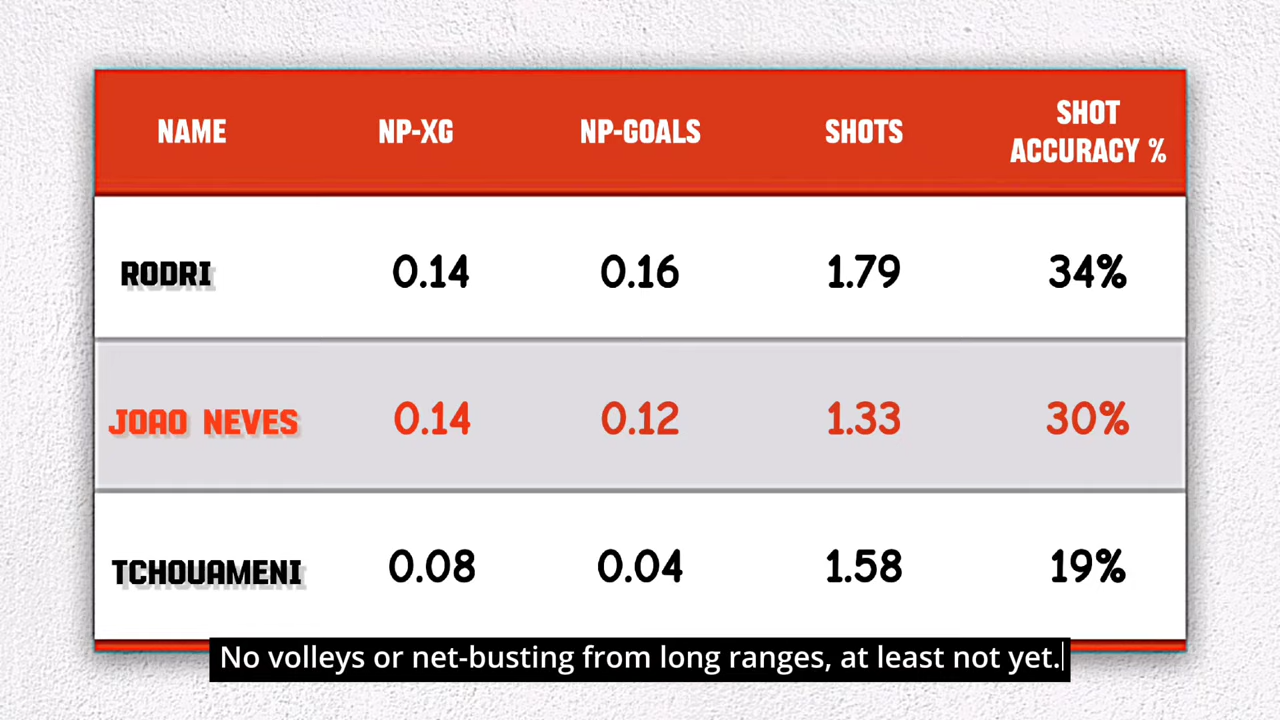 NAME NP-XG NP-GOALS SHOTS SHOT ACCURACY %
RODRI 0.14 0.16 1.79 34%
JOAO NEVES 0.14 0.12 1.33 30%
TCHOUAMENI 0.08 0.04 1.58 19%
No volleys or net-busting from long ranges, at least not yet.